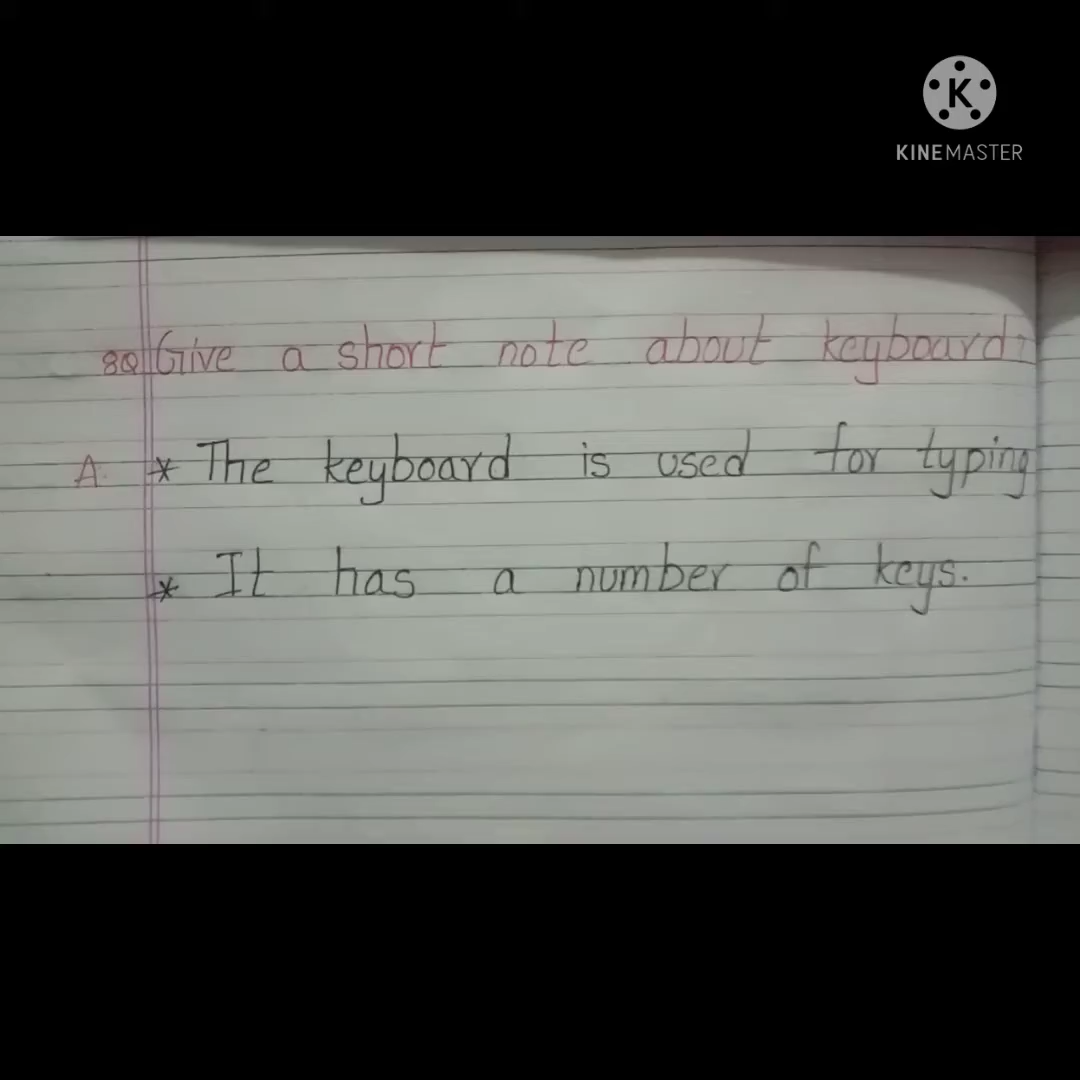 K
KINEMASTER
8Q Give a short note about keyboard?
A. * The keyboard is used for typing
* It has a number of keys.